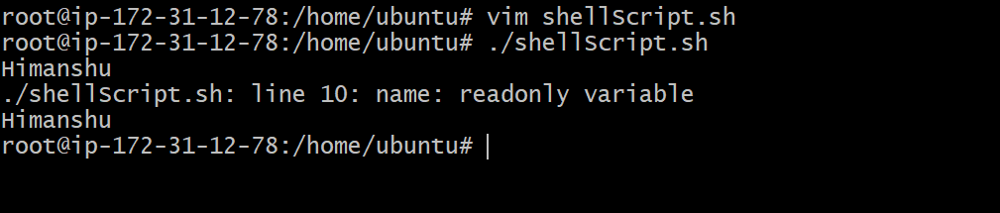 root@ip-172-31-12-78:/home/ubuntu# vim shellScript.sh
root@ip-172-31-12-78:/home/ubuntu# ./shellScript.sh
Himanshu
./shellScript.sh: line 10: name: readonly variable
Himanshu
root@ip-172-31-12-78:/home/ubuntu#